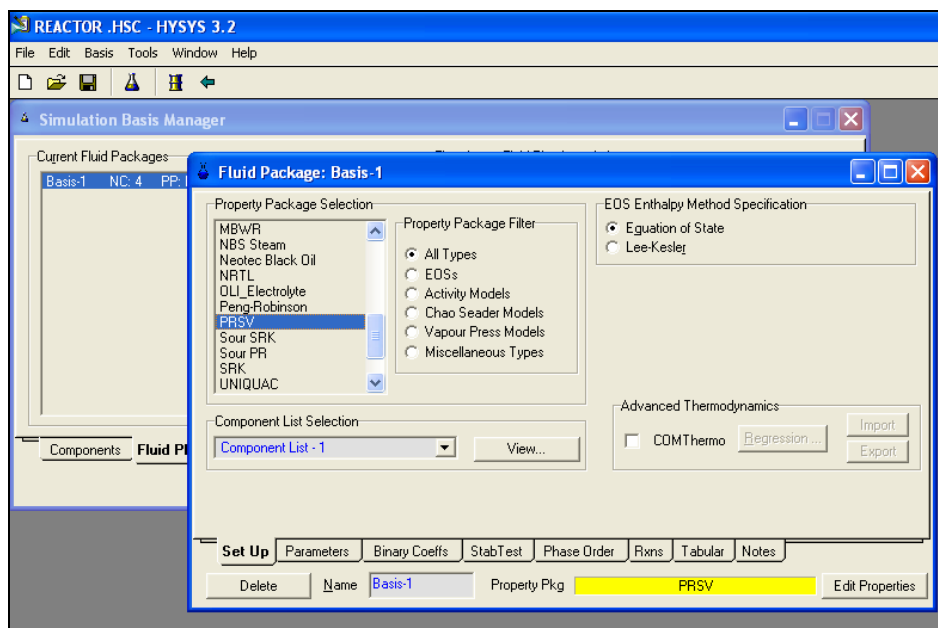 REACTOR .HSC - HYSYS 3.2
File Edit Basis Tools Window Help
Simulation Basis Manager
Current Fluid Packages
Basis-1 NC: 4 PP:
Fluid Package: Basis-1
Property Package Selection
MBWR
NBS Steam
Neotec Black Oil
NRTL
OLI_Electrolyte
Peng-Robinson
PRSV
Sour SRK
Sour PR
SRK
UNIQUAC
Property Package Filter
All Types
EOSs
Activity Models
Chao Seader Models
Vapour Press Models
Miscellaneous Types
EOS Enthalpy Method Specification
Equation of State
Lee-Kesler
Component List Selection
Component List - 1
View...
Advanced Thermodynamics
COMThermo
Regression ...
Import
Export
Components Fluid P
Set Up Parameters Binary Coeffs StabTest Phase Order Rxns Tabular Notes
Delete Name Basis-1 Property Pkg PRSV Edit Properties